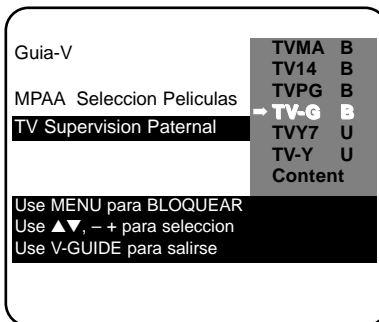 Guia-V
MPAA Seleccion Peliculas
TV Supervision Paternal
TVMA B
TV14 B
TVPG B
➡ TV-G B
TVY7 U
TV-Y U
Content
Use MENU para BLOQUEAR
Use ▲▼, – + para seleccion
Use V-GUIDE para salirse